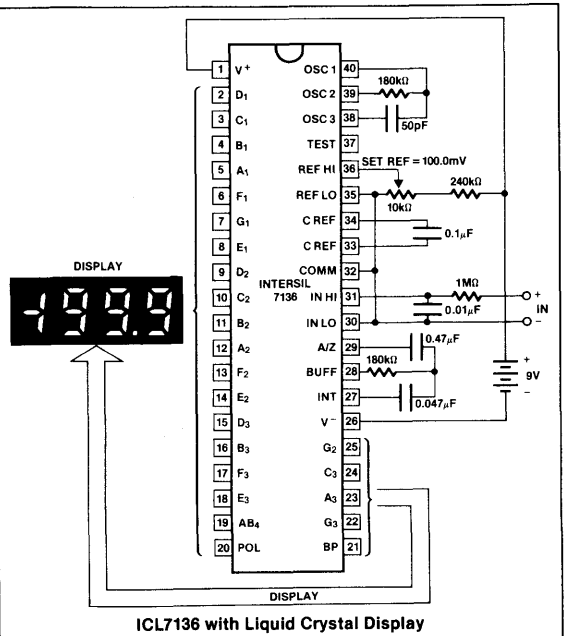 1 V+ OSC 1 40
180kΩ
2 D1 OSC 2 39
3 C1 OSC 3 38
50pF
4 B1 TEST 37
SET REF = 100.0mV
5 A1 REF HI 36
240kΩ
6 F1 REF LO 35
10kΩ
7 G1 C REF 34
0.1μF
8 E1 C REF 33
DISPLAY
9 D2 COMM 32
INTERSIL
7136
1MΩ
10 C2 IN HI 31
+
IN
0.01μF
-199.9
11 B2 IN LO 30
−
0.47μF
12 A2 A/Z 29
180kΩ
13 F2 BUFF 28
+
9V
−
14 E2 INT 27
0.047μF
15 D3 V− 26
16 B3 G2 25
17 F3 C3 24
18 E3 A3 23
19 AB4 G3 22
20 POL BP 21
DISPLAY
ICL7136 with Liquid Crystal Display